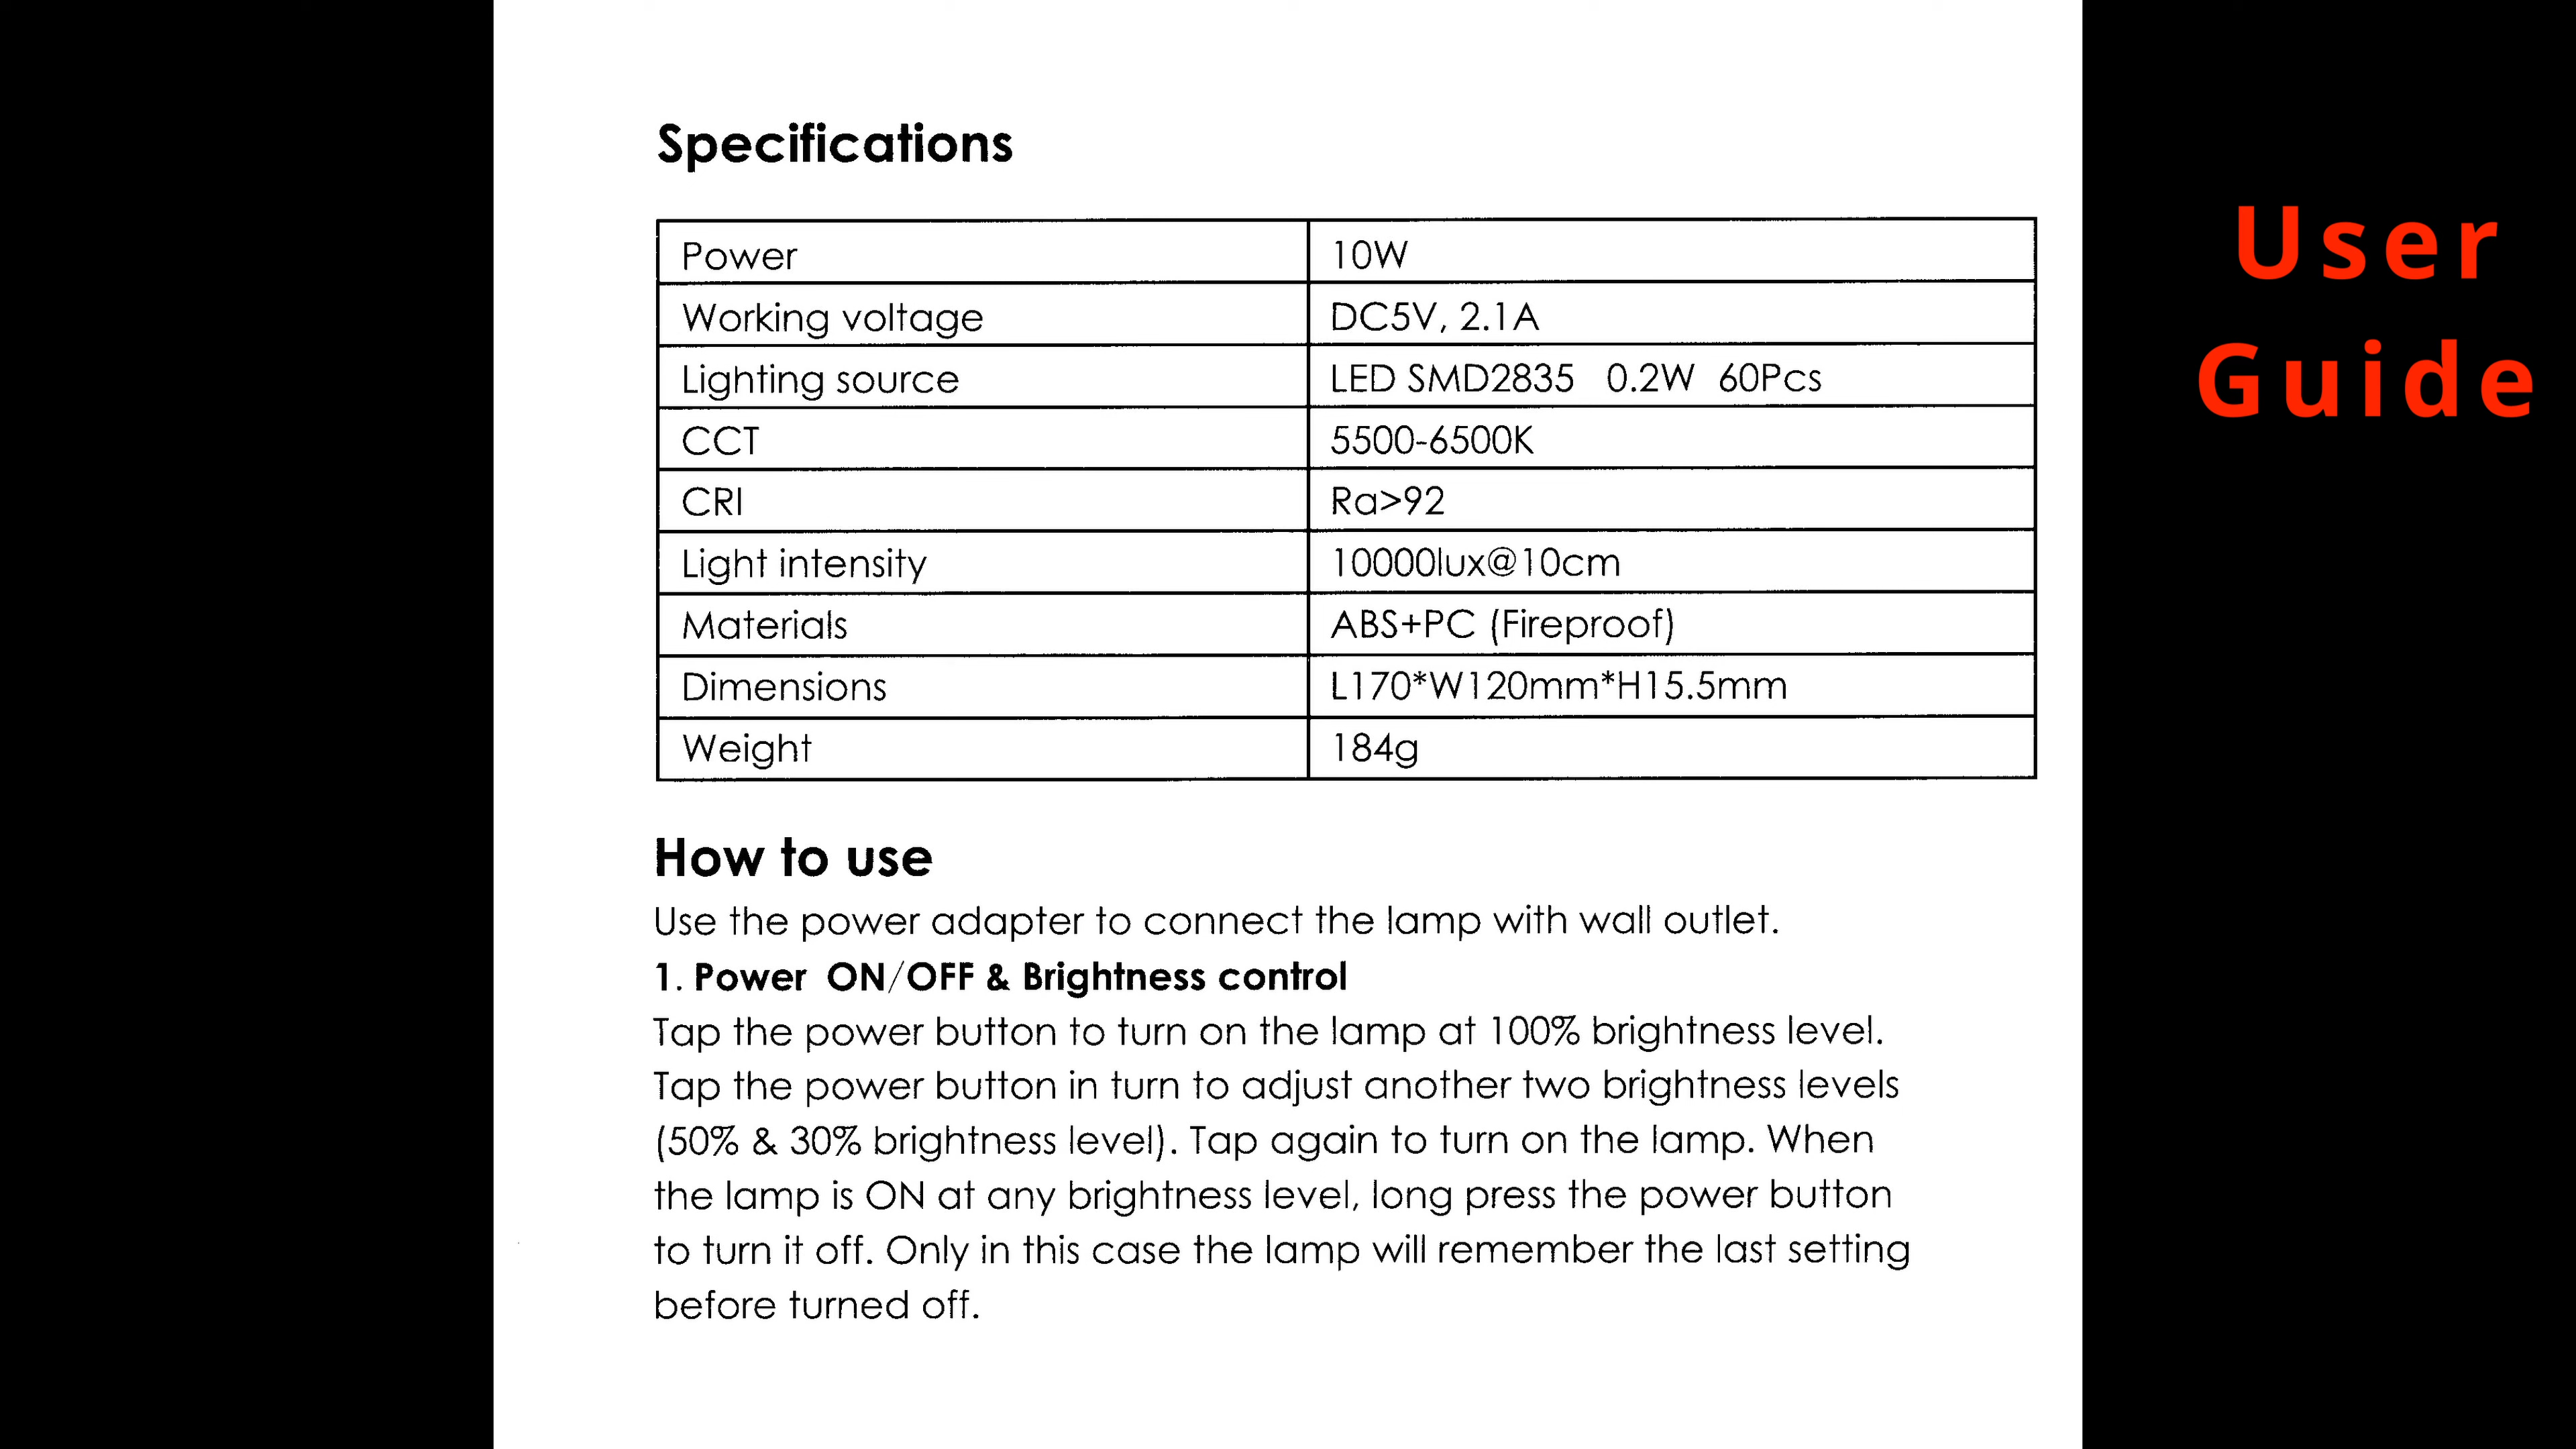 Specifications
Power 10W
Working voltage DC5V, 2.1A
Lighting source LED SMD2835 0.2W 60Pcs
CCT 5500-6500K
CRI Ra>92
Light intensity 10000lux@10cm
Materials ABS+PC (Fireproof)
Dimensions L170*W120mm*H15.5mm
Weight 184g
How to use
Use the power adapter to connect the lamp with wall outlet.
1. Power ON/OFF & Brightness control
Tap the power button to turn on the lamp at 100% brightness level.
Tap the power button in turn to adjust another two brightness levels
(50% & 30% brightness level). Tap again to turn on the lamp. When
the lamp is ON at any brightness level, long press the power button
to turn it off. Only in this case the lamp will remember the last setting
before turned off.
User
Guide